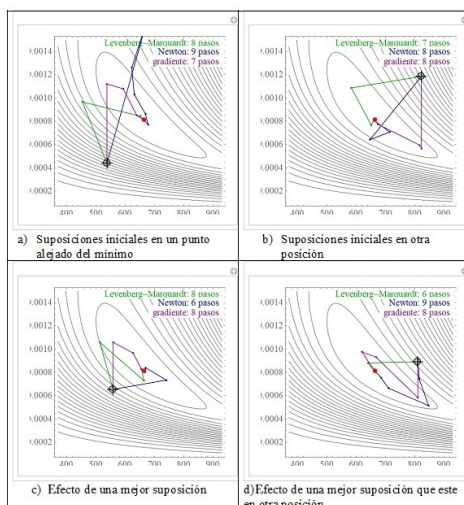 Levenberg-Marquardt: 8 pasos
Newton: 9 pasos
gradiente: 7 pasos
0,0014
0,0012
0,0010
0,0008
0,0006
0,0004
0,0002
400 500 600 700 800 900
a) Suposiciones iniciales en un punto
alejado del minimo
Levenberg-Marquardt: 7 pasos
Newton: 8 pasos
gradiente: 8 pasos
0,0014
0,0012
0,0010
0,0008
0,0006
0,0004
0,0002
400 500 600 700 800 900
b) Suposiciones iniciales en otra
posición
Levenberg-Marquardt: 8 pasos
Newton: 6 pasos
gradiente: 8 pasos
0,0014
0,0012
0,0010
0,0008
0,0006
0,0004
0,0002
400 500 600 700 800 900
c) Efecto de una mejor suposición
Levenberg-Marquardt: 6 pasos
Newton: 9 pasos
gradiente: 8 pasos
0,0014
0,0012
0,0010
0,0008
0,0006
0,0004
0,0002
400 500 600 700 800 900
d)Efecto de una mejor suposición que este
en otra posición